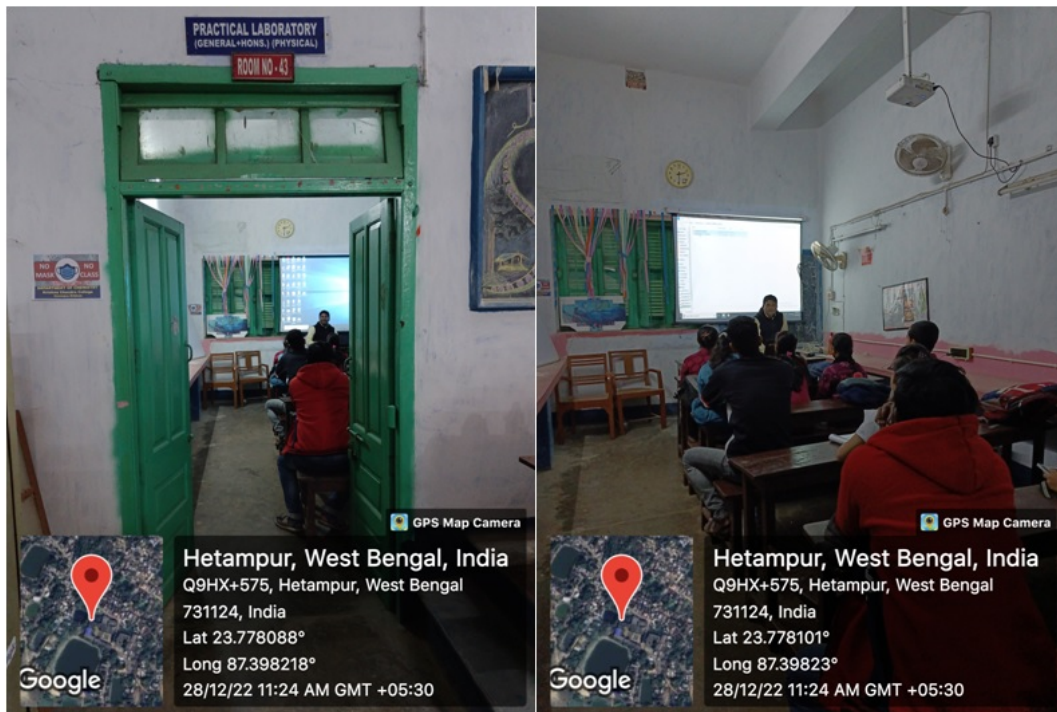 PRACTICAL LABORATORY
(GENERAL+HONS.) (PHYSICAL)
ROOM NO - 43
NO MASK
NO CLASS
GPS Map Camera
Hetampur, West Bengal, India
Q9HX+575, Hetampur, West Bengal
731124, India
Lat 23.778088°
Long 87.398218°
28/12/22 11:24 AM GMT +05:30
Google
GPS Map Camera
Hetampur, West Bengal, India
Q9HX+575, Hetampur, West Bengal
731124, India
Lat 23.778101°
Long 87.39823°
28/12/22 11:24 AM GMT +05:30
Google